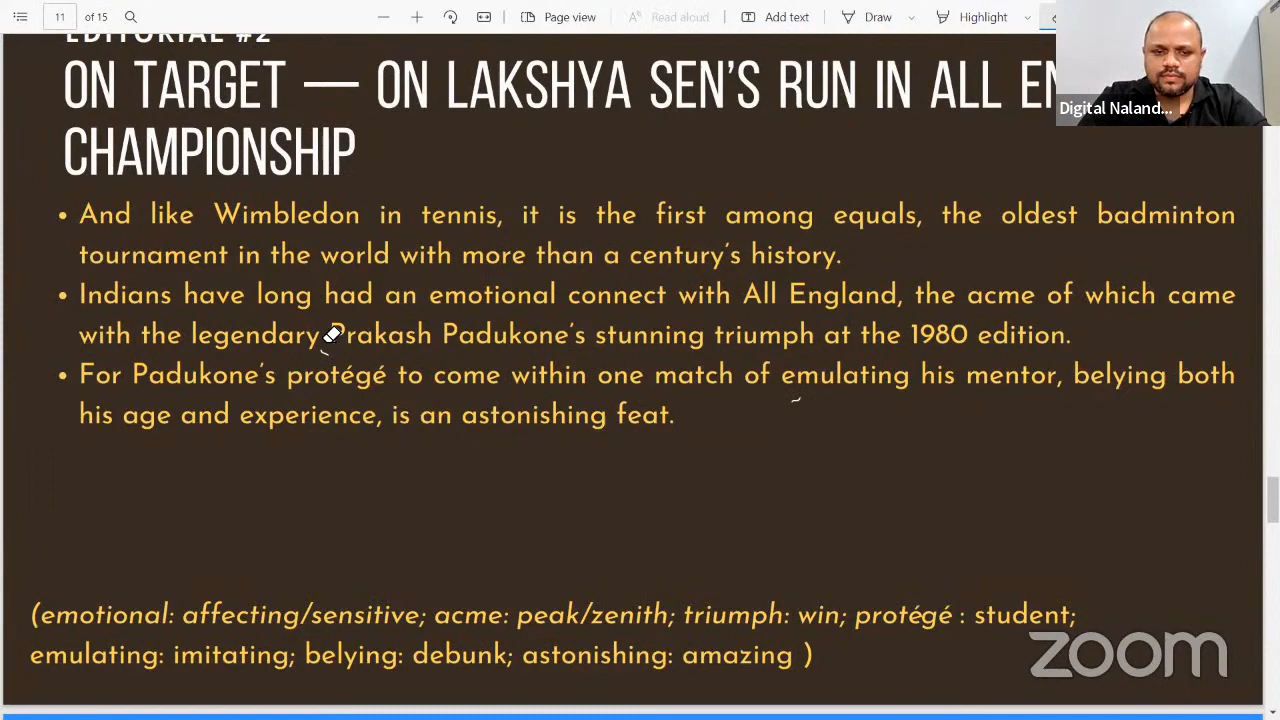 11 of 15 Page view Read aloud Add text Draw Highlight
EDITORIAL #2
ON TARGET — ON LAKSHYA SEN'S RUN IN ALL EN
CHAMPIONSHIP
Digital Naland...
• And like Wimbledon in tennis, it is the first among equals, the oldest badminton
tournament in the world with more than a century's history.
• Indians have long had an emotional connect with All England, the acme of which came
with the legendary Prakash Padukone's stunning triumph at the 1980 edition.
• For Padukone's protégé to come within one match of emulating his mentor, belying both
his age and experience, is an astonishing feat.
(emotional: affecting/sensitive; acme: peak/zenith; triumph: win; protégé : student;
emulating: imitating; belying: debunk; astonishing: amazing )
zoom